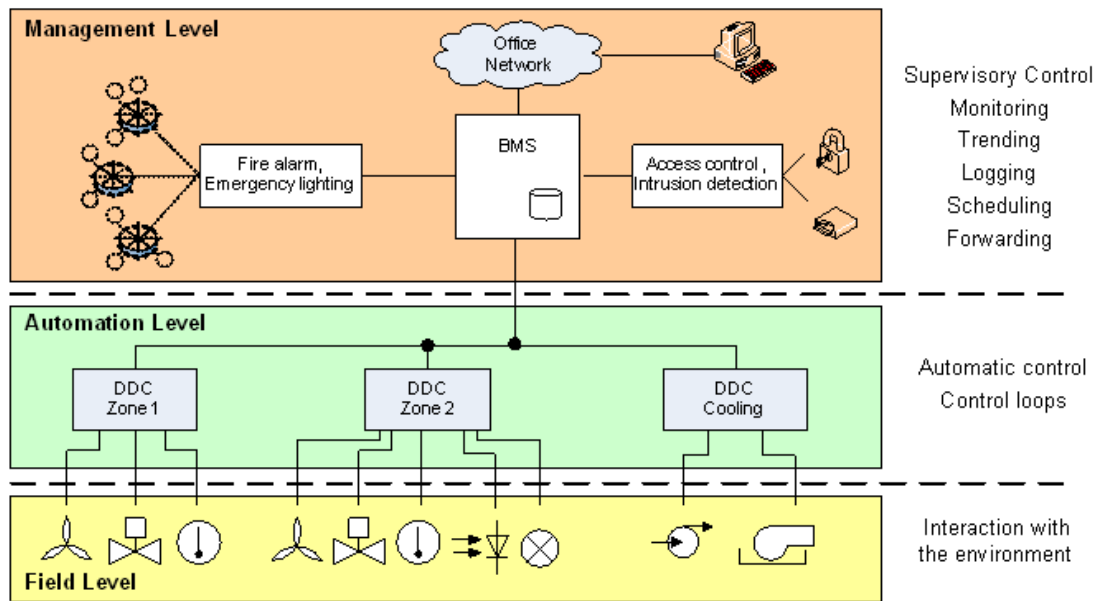 Management Level
Office
Network
BMS
Fire alarm,
Emergency lighting
Access control ,
Intrusion detection
Supervisory Control
Monitoring
Trending
Logging
Scheduling
Forwarding
Automation Level
DDC
Zone 1
DDC
Zone 2
DDC
Cooling
Automatic control
Control loops
Field Level
Interaction with
the environment